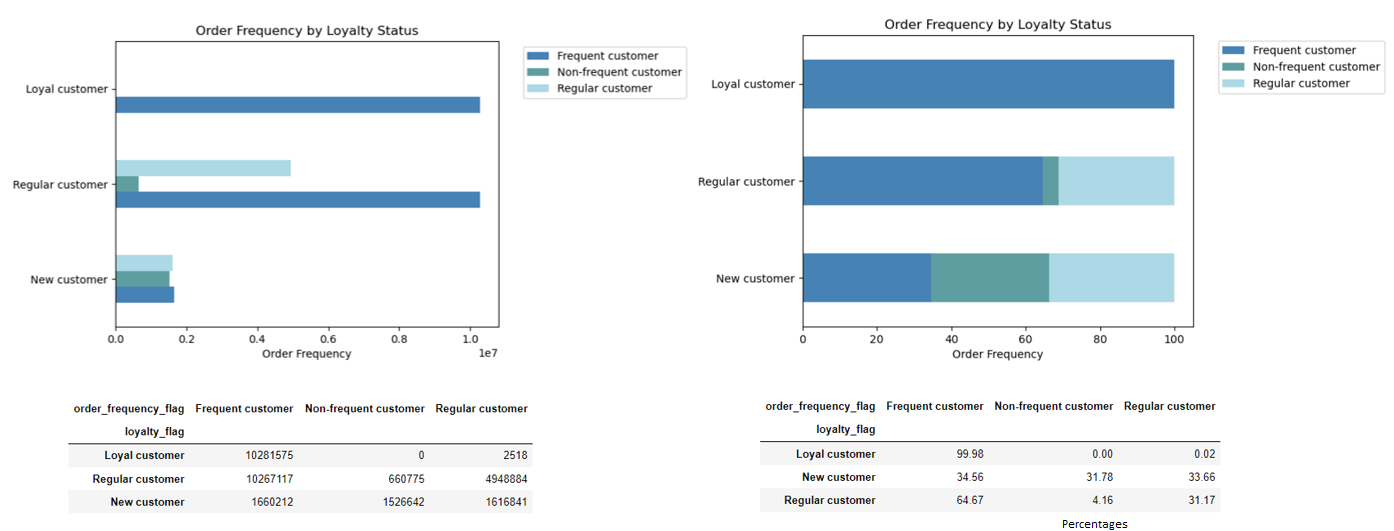 Order Frequency by Loyalty Status
Frequent customer
Non-frequent customer
Regular customer
Loyal customer
Regular customer
New customer
0.0 0.2 0.4 0.6 0.8 1.0
1e7
Order Frequency
order_frequency_flag Frequent customer Non-frequent customer Regular customer
loyalty_flag
Loyal customer 10281575 0 2518
Regular customer 10267117 660775 4948884
New customer 1660212 1526642 1616841
Order Frequency by Loyalty Status
Frequent customer
Non-frequent customer
Regular customer
Loyal customer
Regular customer
New customer
0 20 40 60 80 100
Order Frequency
order_frequency_flag Frequent customer Non-frequent customer Regular customer
loyalty_flag
Loyal customer 99.98 0.00 0.02
New customer 34.56 31.78 33.66
Regular customer 64.67 4.16 31.17
Percentages